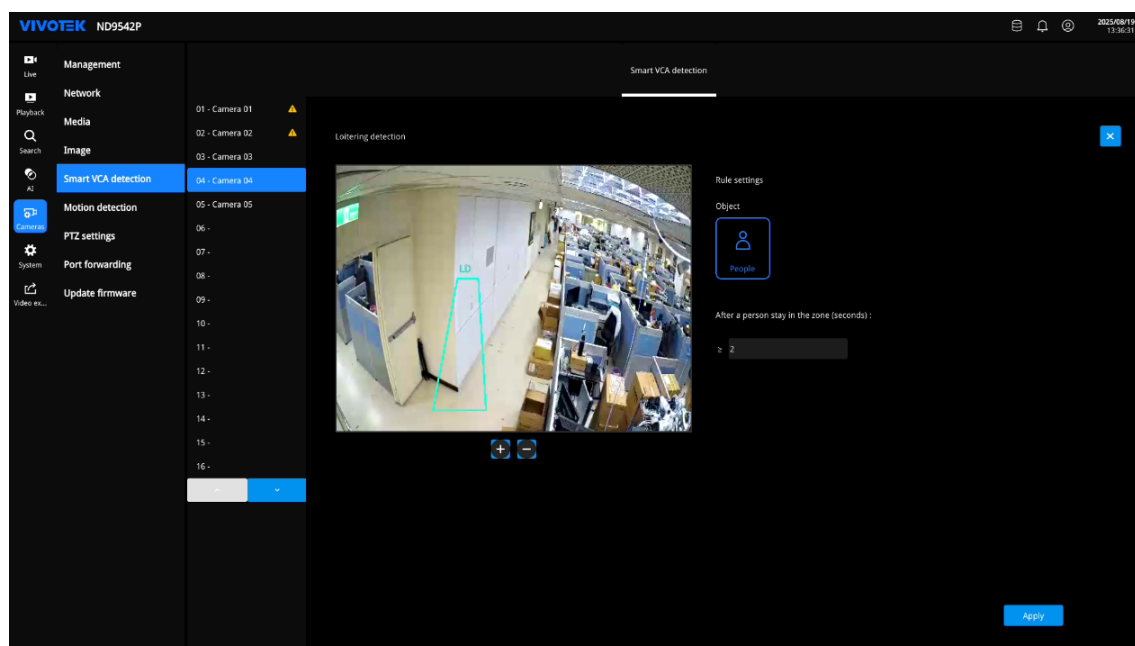 VIVOTEK ND9542P
2025/08/19
13:36:31
Live
Playback
Search
AI
Cameras
System
Video ex...
Management
Network
Media
Image
Smart VCA detection
Motion detection
PTZ settings
Port forwarding
Update firmware
01 - Camera 01
02 - Camera 02
03 - Camera 03
04 - Camera 04
05 - Camera 05
06 -
07 -
08 -
09 -
10 -
11 -
12 -
13 -
14 -
15 -
16 -
Smart VCA detection
Loitering detection
LD
Rule settings
Object
People
After a person stay in the zone (seconds) :
≥ 2
Apply